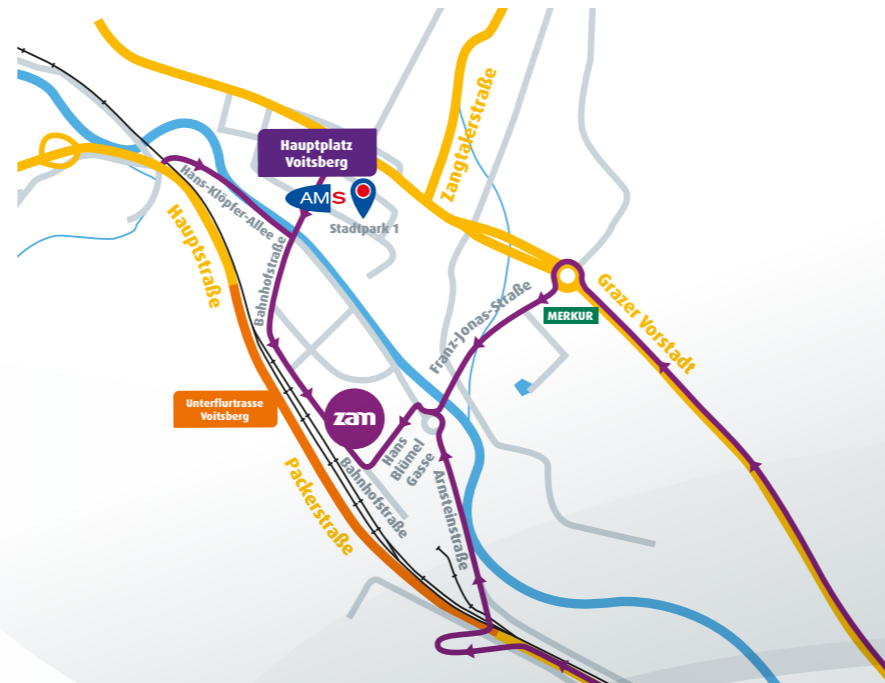 Hauptplatz
Voitsberg
Zangtalerstraße
AMS
Stadtpark 1
Hans-Klöpfer-Allee
Hauptstraße
Bahnhofstraße
Franz-Jonas-Straße
MERKUR
Grazer Vorstadt
Unterflurtrasse
Voitsberg
zam
Hans
Blümel
Gasse
Bahnhofstraße
Arnsteinstraße
Packerstraße